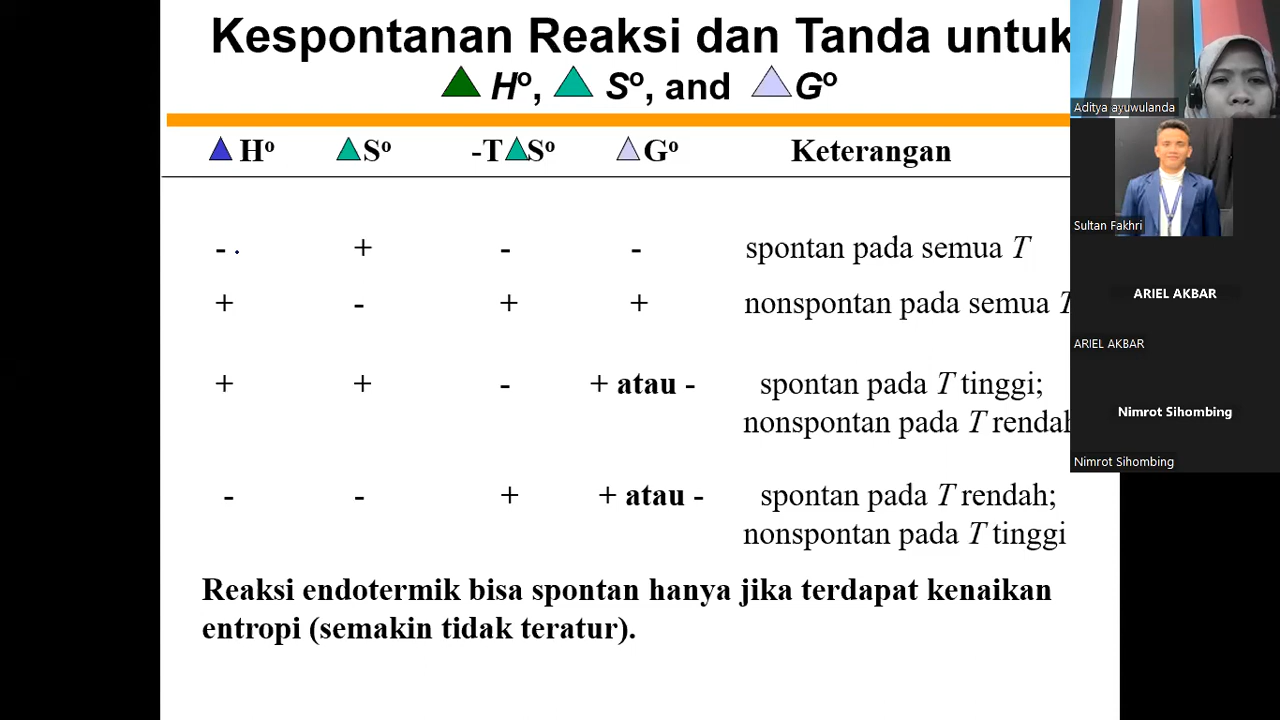 Kespontanan Reaksi dan Tanda untuk
Hº, Sº, and Gº
Hº Sº -T Sº Gº Keterangan
- + - - spontan pada semua T
+ - + + nonspontan pada semua T
+ + - + atau - spontan pada T tinggi;
nonspontan pada T rendah
- - + + atau - spontan pada T rendah;
nonspontan pada T tinggi
Reaksi endotermik bisa spontan hanya jika terdapat kenaikan
entropi (semakin tidak teratur).
Aditya ayuwulanda
Sultan Fakhri
ARIEL AKBAR
ARIEL AKBAR
Nimrot Sihombing
Nimrot Sihombing